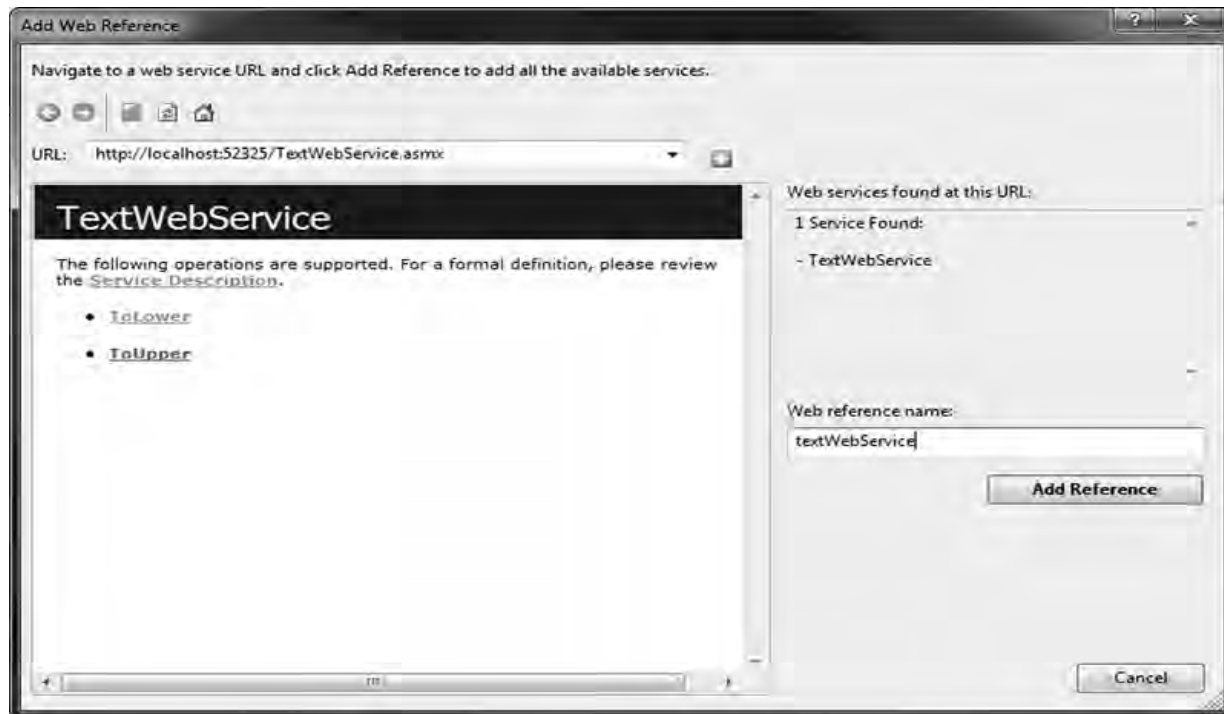 Add Web Reference
Navigate to a web service URL and click Add Reference to add all the available services.
URL: http://localhost:52325/TextWebService.asmx
TextWebService
The following operations are supported. For a formal definition, please review
the Service Description.
• ToLower
• ToUpper
Web services found at this URL:
1 Service Found:
- TextWebService
Web reference name:
textWebService
Add Reference
Cancel